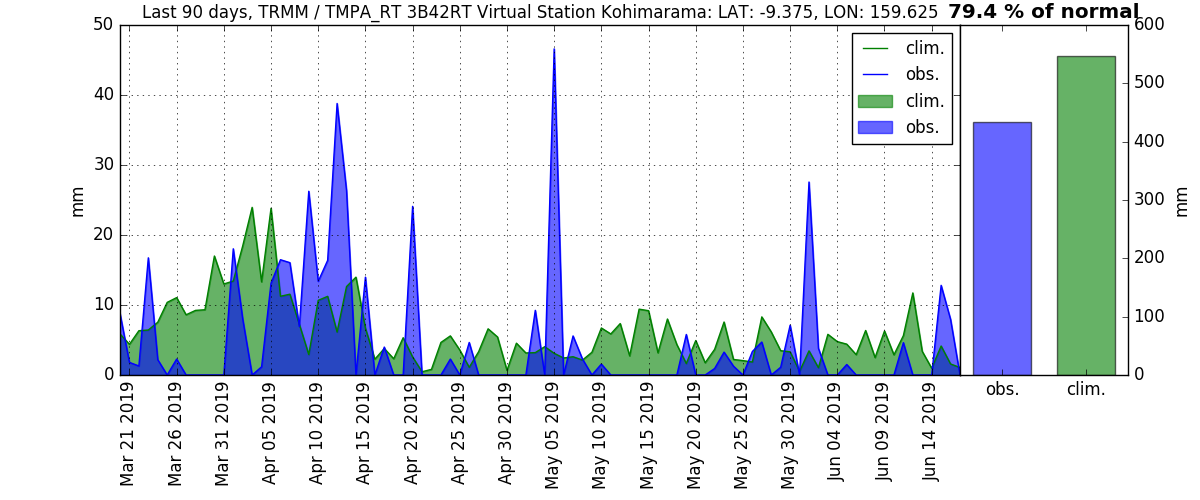 Last 90 days, TRMM / TMPA_RT 3B42RT Virtual Station Kohimarama: LAT: -9.375, LON: 159.625 79.4 % of normal
50
40
30
20
10
0
mm
clim.
obs.
clim.
obs.
600
500
400
300
200
100
0
mm
obs. clim.
Mar 21 2019
Mar 26 2019
Mar 31 2019
Apr 05 2019
Apr 10 2019
Apr 15 2019
Apr 20 2019
Apr 25 2019
Apr 30 2019
May 05 2019
May 10 2019
May 15 2019
May 20 2019
May 25 2019
May 30 2019
Jun 04 2019
Jun 09 2019
Jun 14 2019